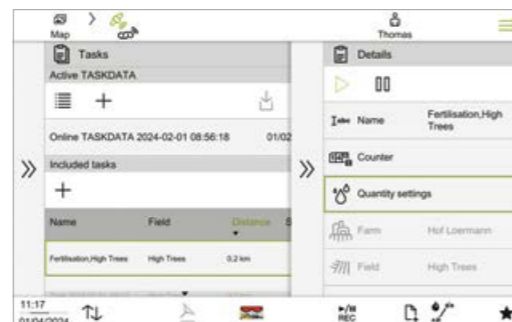 Map
Thomas
Tasks
Active TASKDATA
Online TASKDATA 2024-02-01 08:56:18 01/02
Included tasks
Name Field Distance S
Fertilisation,High Trees High Trees 0,2 km
Details
Name Fertilisation,High Trees
Counter
Quantity settings
Farm Hof Loermann
Field High Trees
11:17
01/04/2024
REC